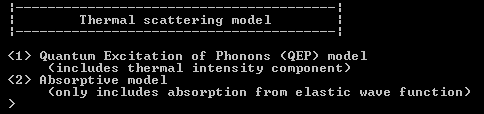 Thermal scattering model
<1> Quantum Excitation of Phonons (QEP) model
(includes thermal intensity component)
<2> Absorptive model
(only includes absorption from elastic wave function)
>